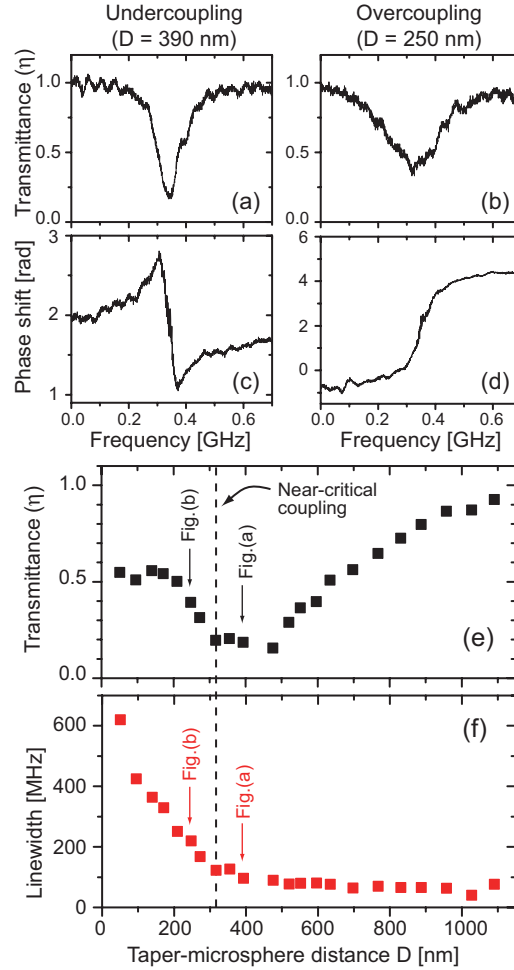 Undercoupling
(D = 390 nm)
Overcoupling
(D = 250 nm)
Transmittance (η)
1.0
0.5
0.0
(a)
1.0
0.5
0.0
(b)
Phase shift [rad]
3
2
1
(c)
0.0 0.2 0.4 0.6
Frequency [GHz]
4
2
0
(d)
0.0 0.2 0.4 0.6
Frequency [GHz]
Transmittance (η)
1.0
0.5
0.0
Fig.(b)
Near-critical
coupling
Fig.(a)
(e)
Linewidth [MHz]
600
400
200
0
Fig.(b)
Fig.(a)
(f)
0 200 400 600 800 1000
Taper-microsphere distance D [nm]